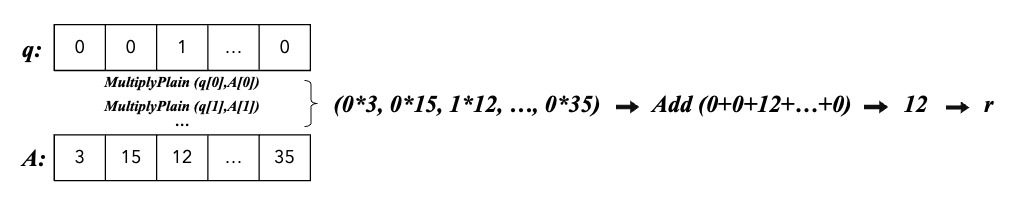 q: 0 0 1 ... 0
MultiplyPlain (q[0],A[0])
MultiplyPlain (q[1],A[1])
...
(0*3, 0*15, 1*12, ..., 0*35) → Add (0+0+12+...+0) → 12 → r
A: 3 15 12 ... 35